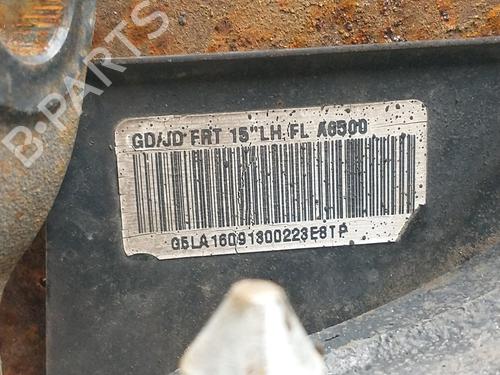 B-PARTS
GD/JD FRT 15" LH. FL A6500
G5LA16091300223E8TP